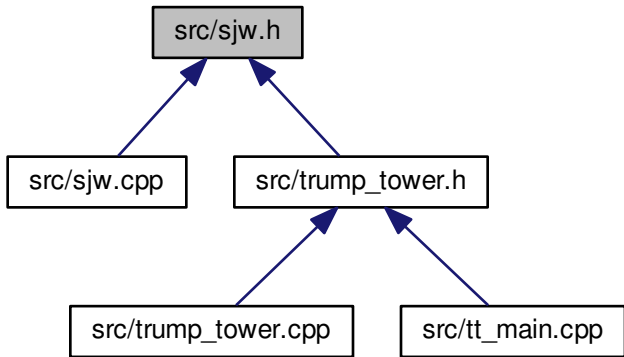 src/sjw.h
src/sjw.cpp
src/trump_tower.h
src/trump_tower.cpp
src/tt_main.cpp